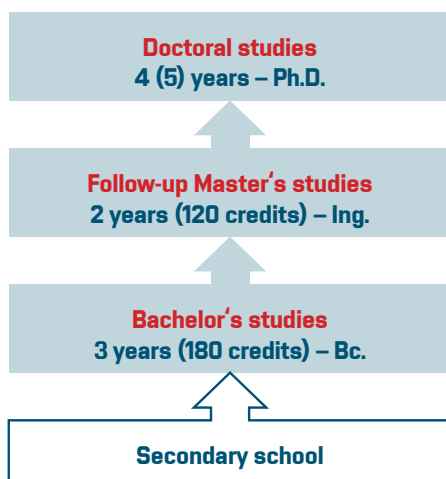 Doctoral studies
4 (5) years – Ph.D.
Follow-up Master‘s studies
2 years (120 credits) – Ing.
Bachelor‘s studies
3 years (180 credits) – Bc.
Secondary school